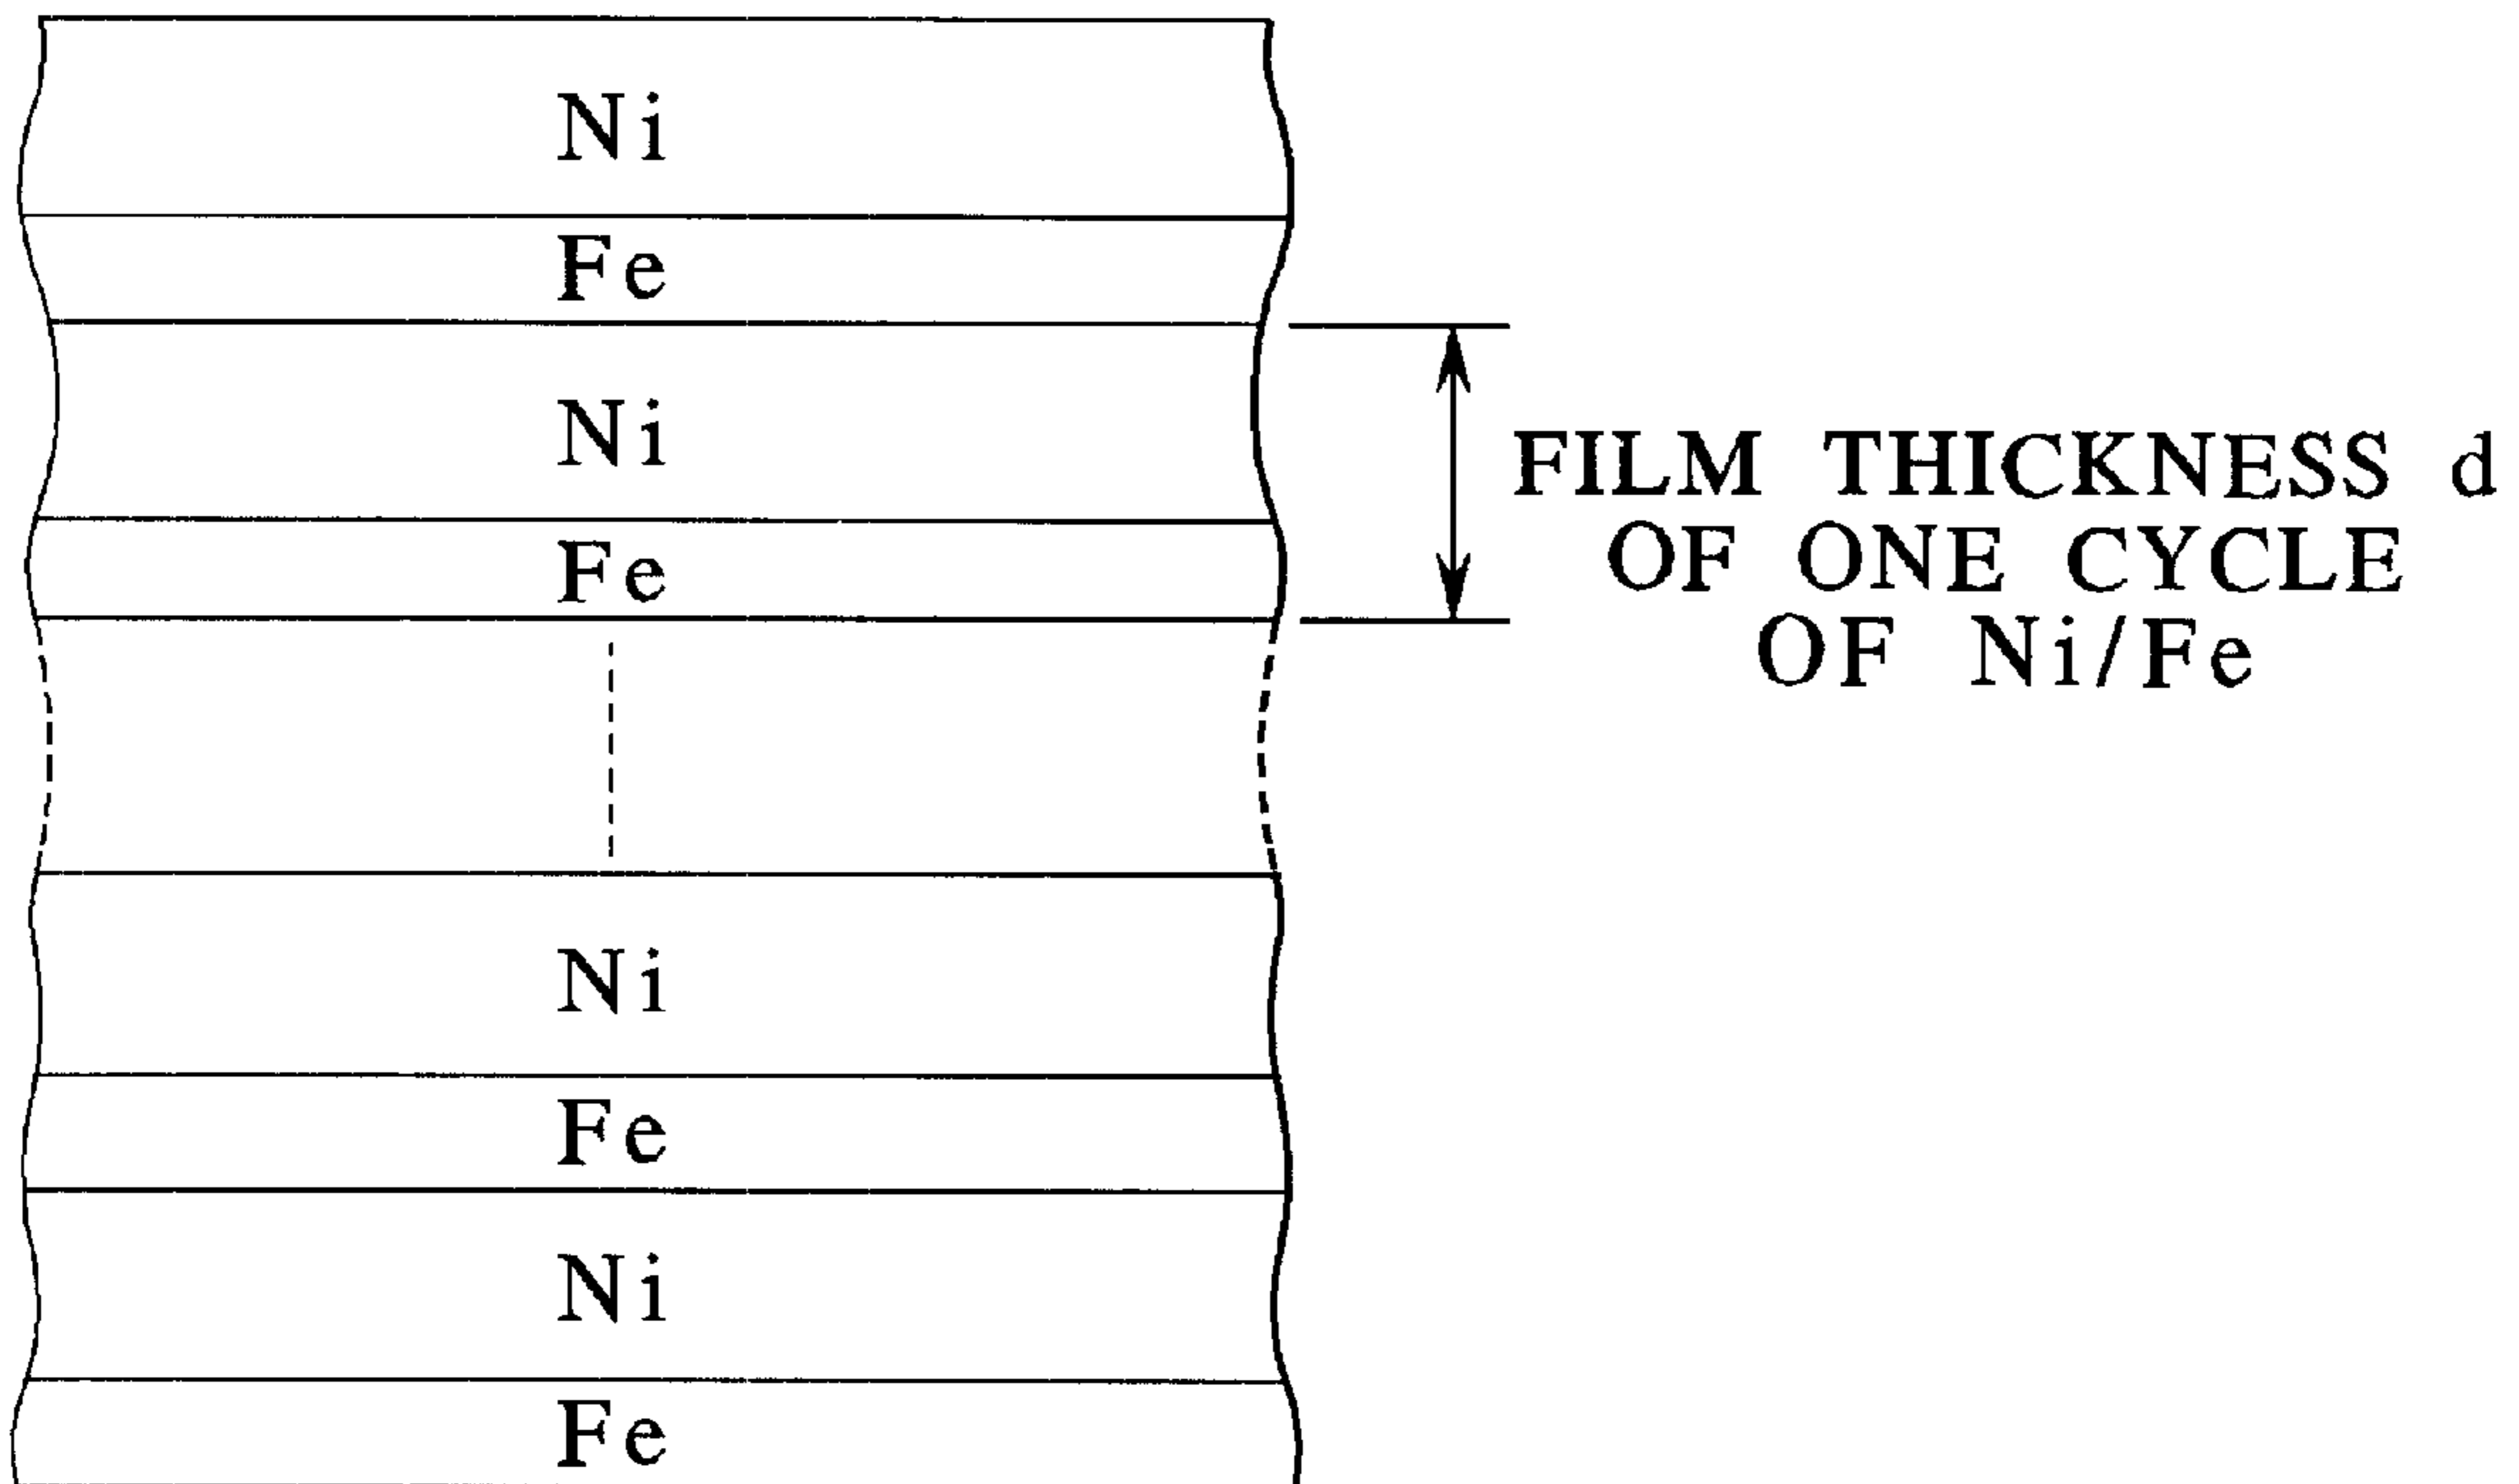 Ni
Fe
Ni
FILM THICKNESS d
OF ONE CYCLE
OF Ni/Fe
Fe
Ni
Fe
Ni
Fe